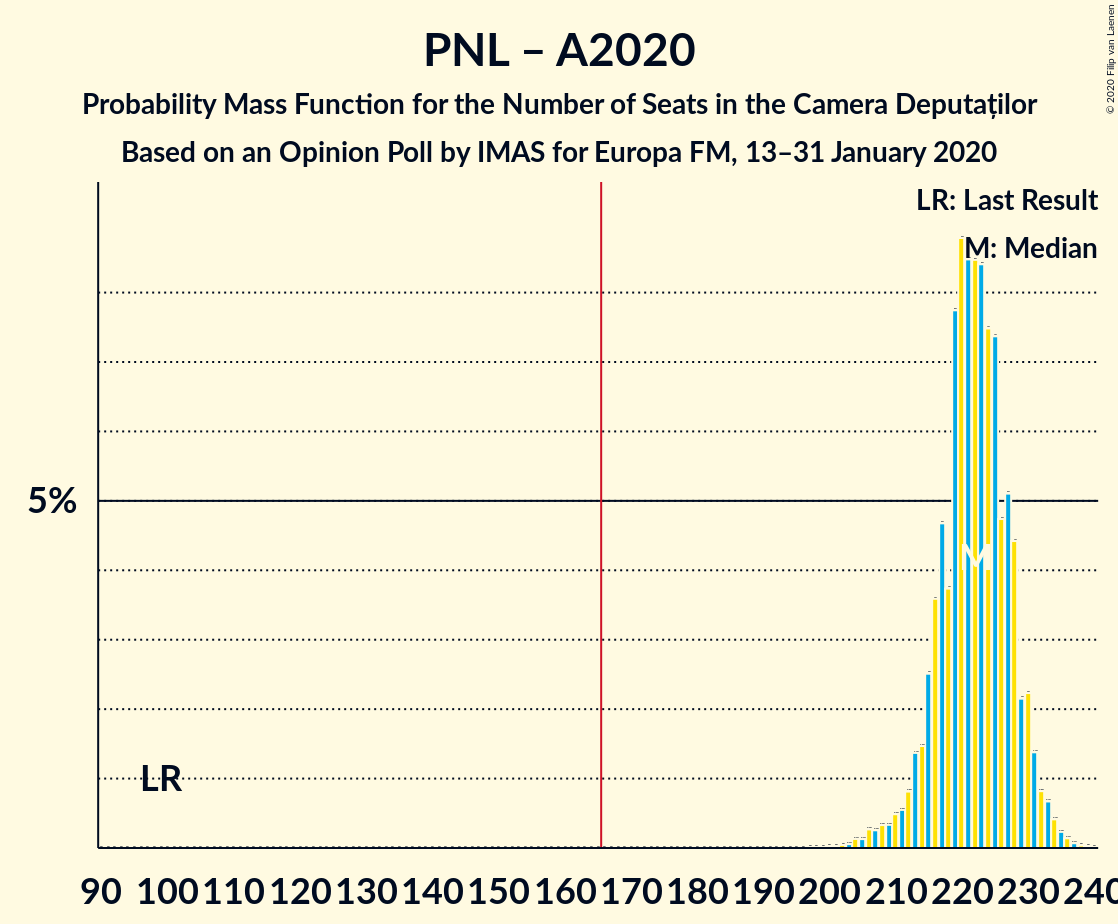 PNL – A2020
Probability Mass Function for the Number of Seats in the Camera Deputaților
Based on an Opinion Poll by IMAS for Europa FM, 13–31 January 2020
© 2020 Filip van Laenen
LR: Last Result
M: Median
5%
M
LR
90 100 110 120 130 140 150 160 170 180 190 200 210 220 230 240